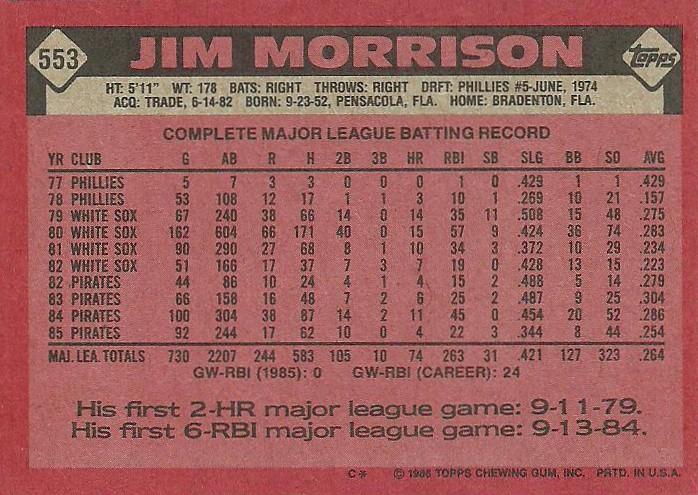 553 JIM MORRISON topps
HT: 5'11" WT: 178 BATS: RIGHT THROWS: RIGHT DRFT: PHILLIES #5-JUNE, 1974
ACQ: TRADE, 6-14-82 BORN: 9-23-52, PENSACOLA, FLA. HOME: BRADENTON, FLA.
COMPLETE MAJOR LEAGUE BATTING RECORD
YR CLUB G AB R H 2B 3B HR RBI SB SLG BB SO AVG
77 PHILLIES 5 7 3 3 0 0 0 1 0 .429 1 1 .429
78 PHILLIES 53 108 12 17 1 1 3 10 1 .269 10 21 .157
79 WHITE SOX 67 240 38 66 14 0 14 35 11 .508 15 48 .275
80 WHITE SOX 162 604 66 171 40 0 15 57 9 .424 36 74 .283
81 WHITE SOX 90 290 27 68 8 1 10 34 3 .372 10 29 .234
82 WHITE SOX 51 166 17 37 7 3 7 19 0 .428 13 15 .223
82 PIRATES 44 86 10 24 4 1 4 15 2 .488 5 14 .279
83 PIRATES 66 158 16 48 7 2 6 25 2 .487 9 25 .304
84 PIRATES 100 304 38 87 14 2 11 45 0 .454 20 52 .286
85 PIRATES 92 244 17 62 10 0 4 22 3 .344 8 44 .254
MAJ. LEA. TOTALS 730 2207 244 583 105 10 74 263 31 .421 127 323 .264
GW-RBI (1985): 0 GW-RBI (CAREER): 24
His first 2-HR major league game: 9-11-79.
His first 6-RBI major league game: 9-13-84.
C* © 1986 TOPPS CHEWING GUM, INC. PRTD. IN U.S.A.